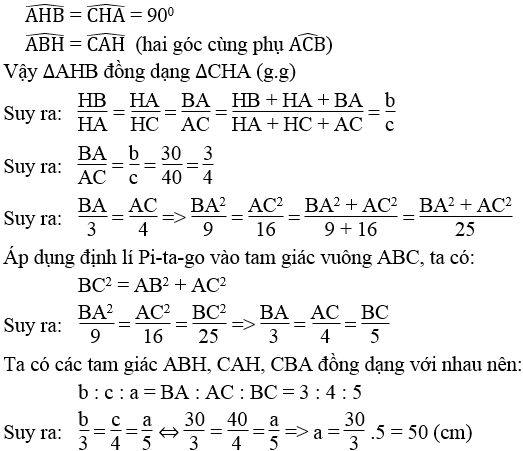 $\widehat{AHB} = \widehat{CHA} = 90^0$
$\widehat{ABH} = \widehat{CAH}$ (hai góc cùng phụ $\widehat{ACB}$)
Vậy ΔAHB đồng dạng ΔCHA (g.g)
Suy ra: $\frac{HB}{HA} = \frac{HA}{HC} = \frac{BA}{AC} = \frac{HB + HA + BA}{HA + HC + AC} = \frac{b}{c}$
Suy ra: $\frac{BA}{AC} = \frac{b}{c} = \frac{30}{40} = \frac{3}{4}$
Suy ra: $\frac{BA}{3} = \frac{AC}{4} => \frac{BA^2}{9} = \frac{AC^2}{16} = \frac{BA^2 + AC^2}{9 + 16} = \frac{BA^2 + AC^2}{25}$
Áp dụng định lí Pi-ta-go vào tam giác vuông ABC, ta có:
$BC^2 = AB^2 + AC^2$
Suy ra: $\frac{BA^2}{9} = \frac{AC^2}{16} = \frac{BC^2}{25} => \frac{BA}{3} = \frac{AC}{4} = \frac{BC}{5}$
Ta có các tam giác ABH, CAH, CBA đồng dạng với nhau nên:
b : c : a = BA : AC : BC = 3 : 4 : 5
Suy ra: $\frac{b}{3} = \frac{c}{4} = \frac{a}{5} ⇔ \frac{30}{3} = \frac{40}{4} = \frac{a}{5} => a = \frac{30}{3} .5 = 50$ (cm)